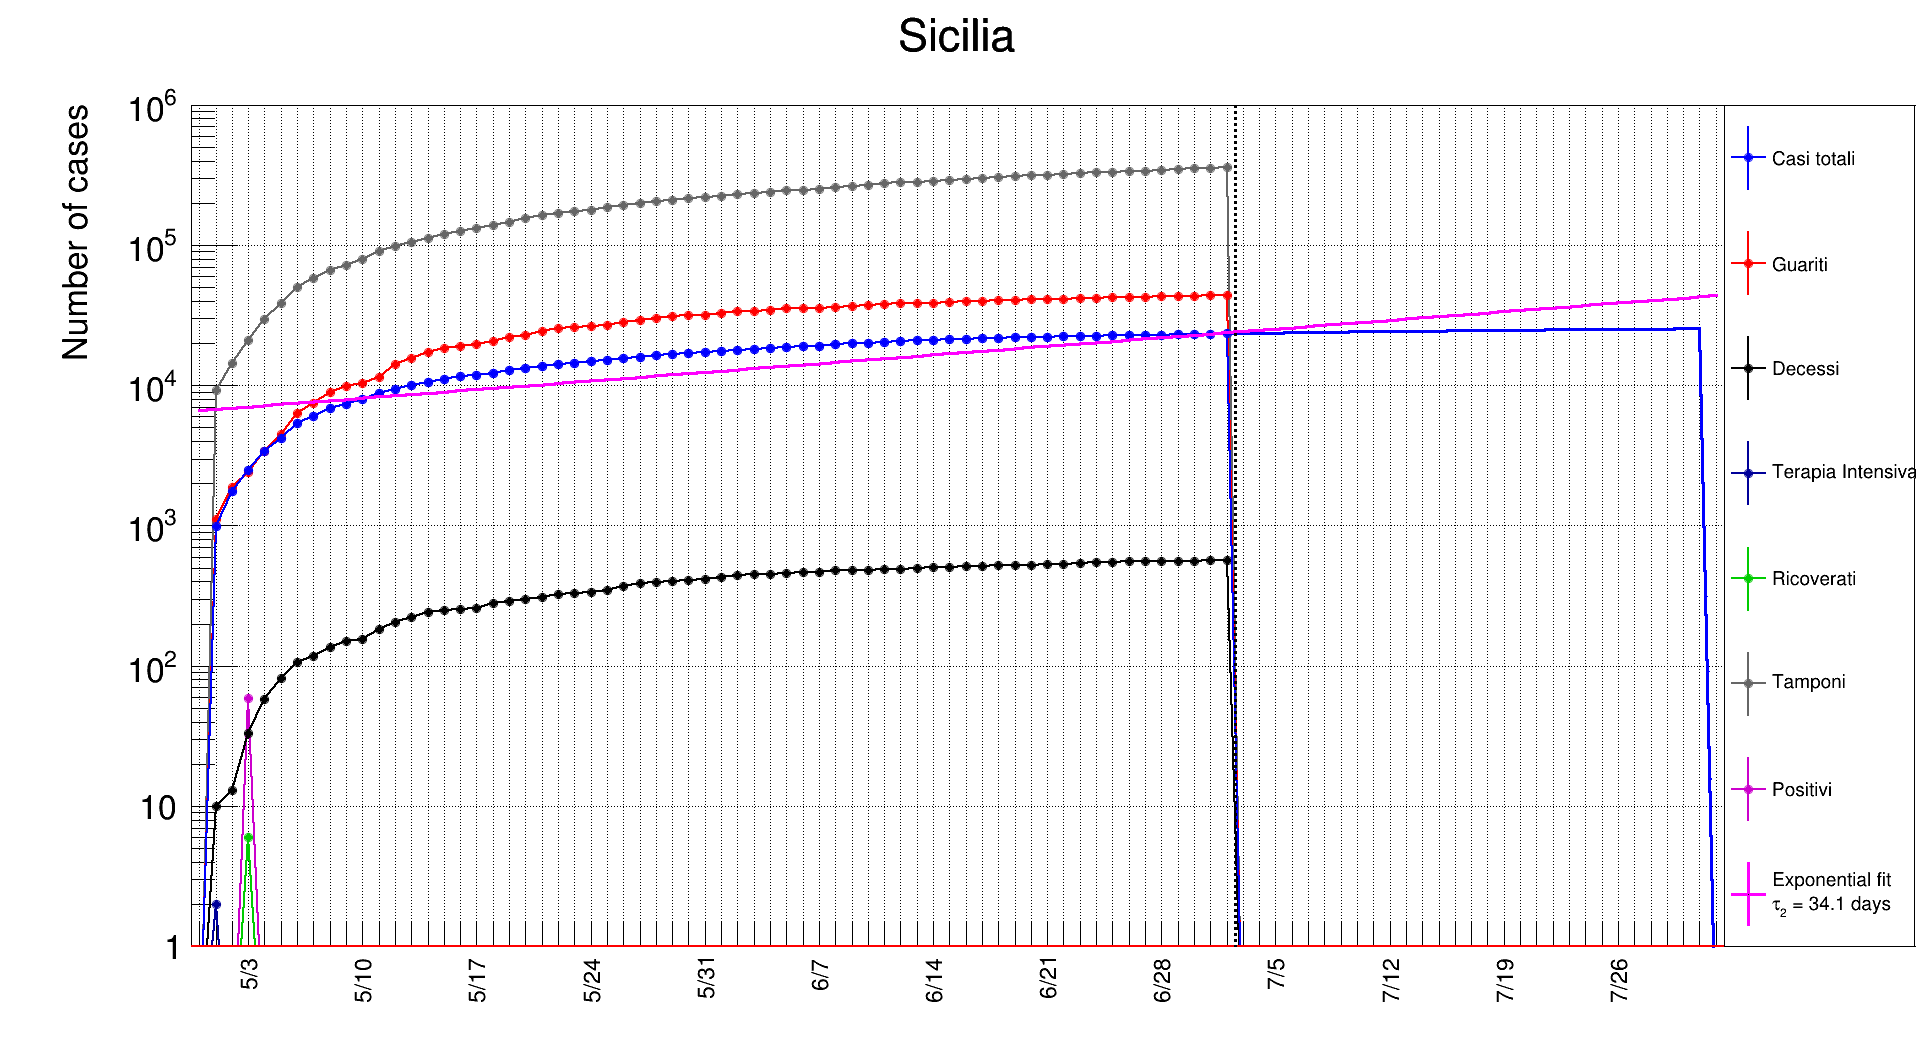 Sicilia
Number of cases
10^6
10^5
10^4
10^3
10^2
10
1
5/3
5/10
5/17
5/24
5/31
6/7
6/14
6/21
6/28
7/5
7/12
7/19
7/26
Casi totali
Guariti
Decessi
Terapia Intensiva
Ricoverati
Tamponi
Positivi
Exponential fit
τ₂ = 34.1 days